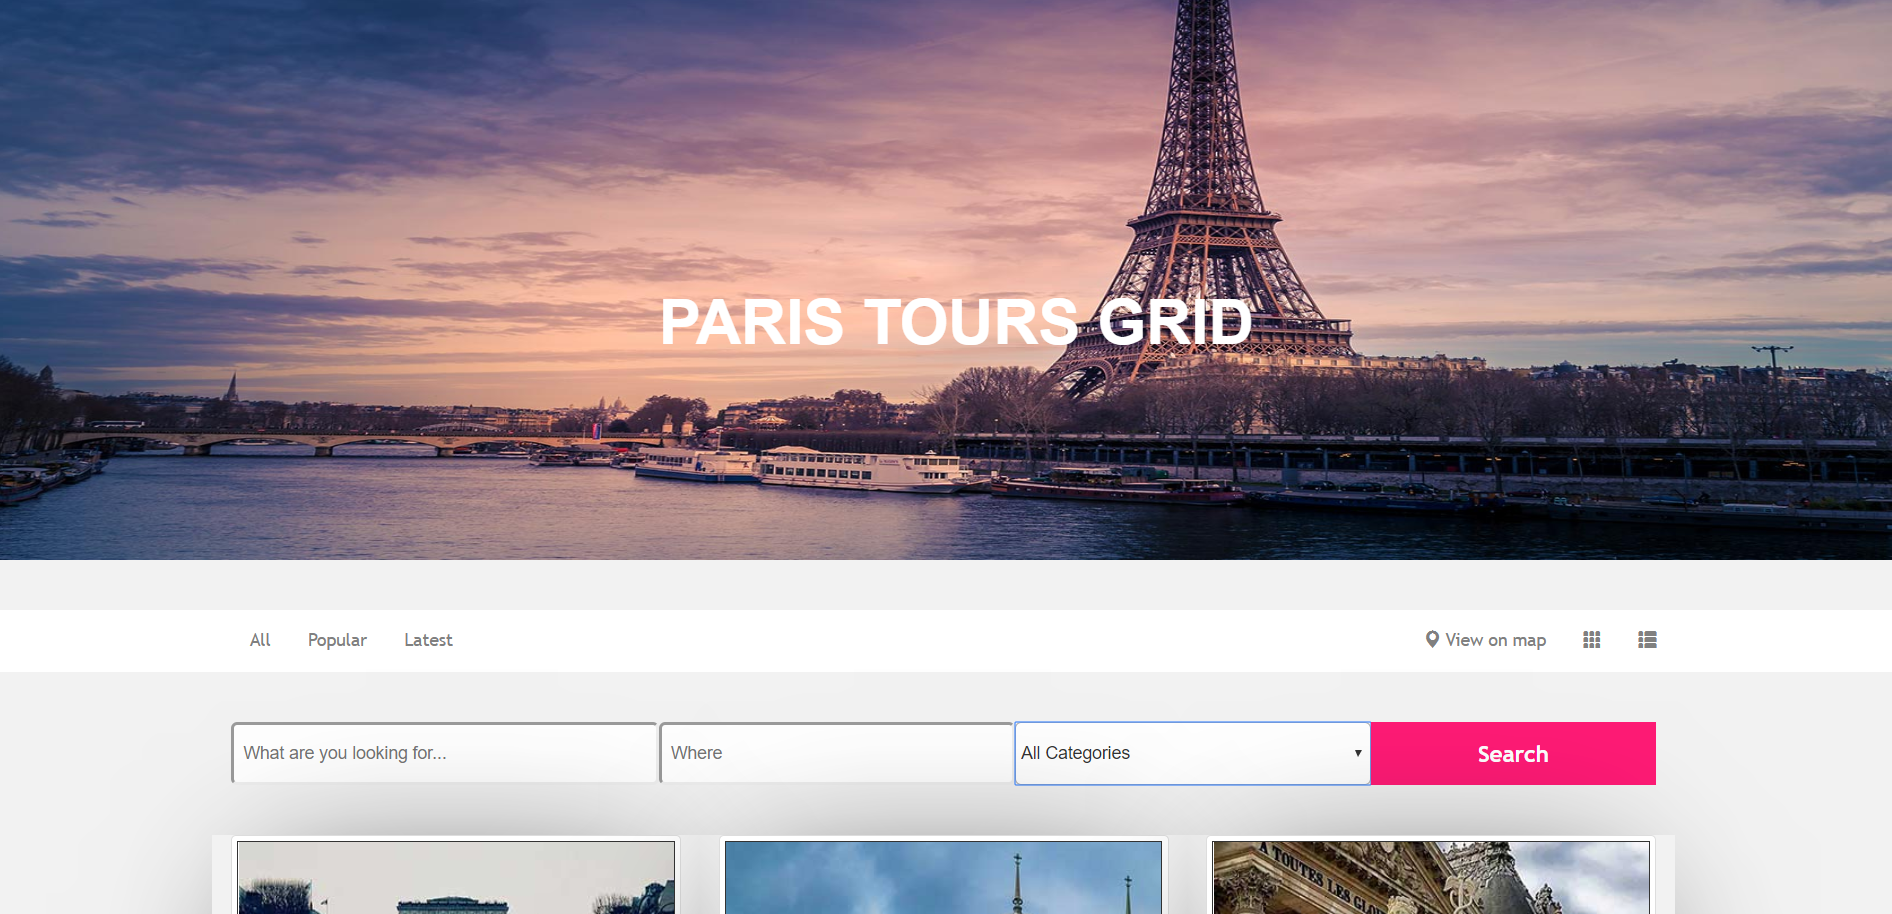 PARIS TOURS GRID
All Popular Latest View on map
What are you looking for... Where All Categories Search
A TOUTES LES GLOI